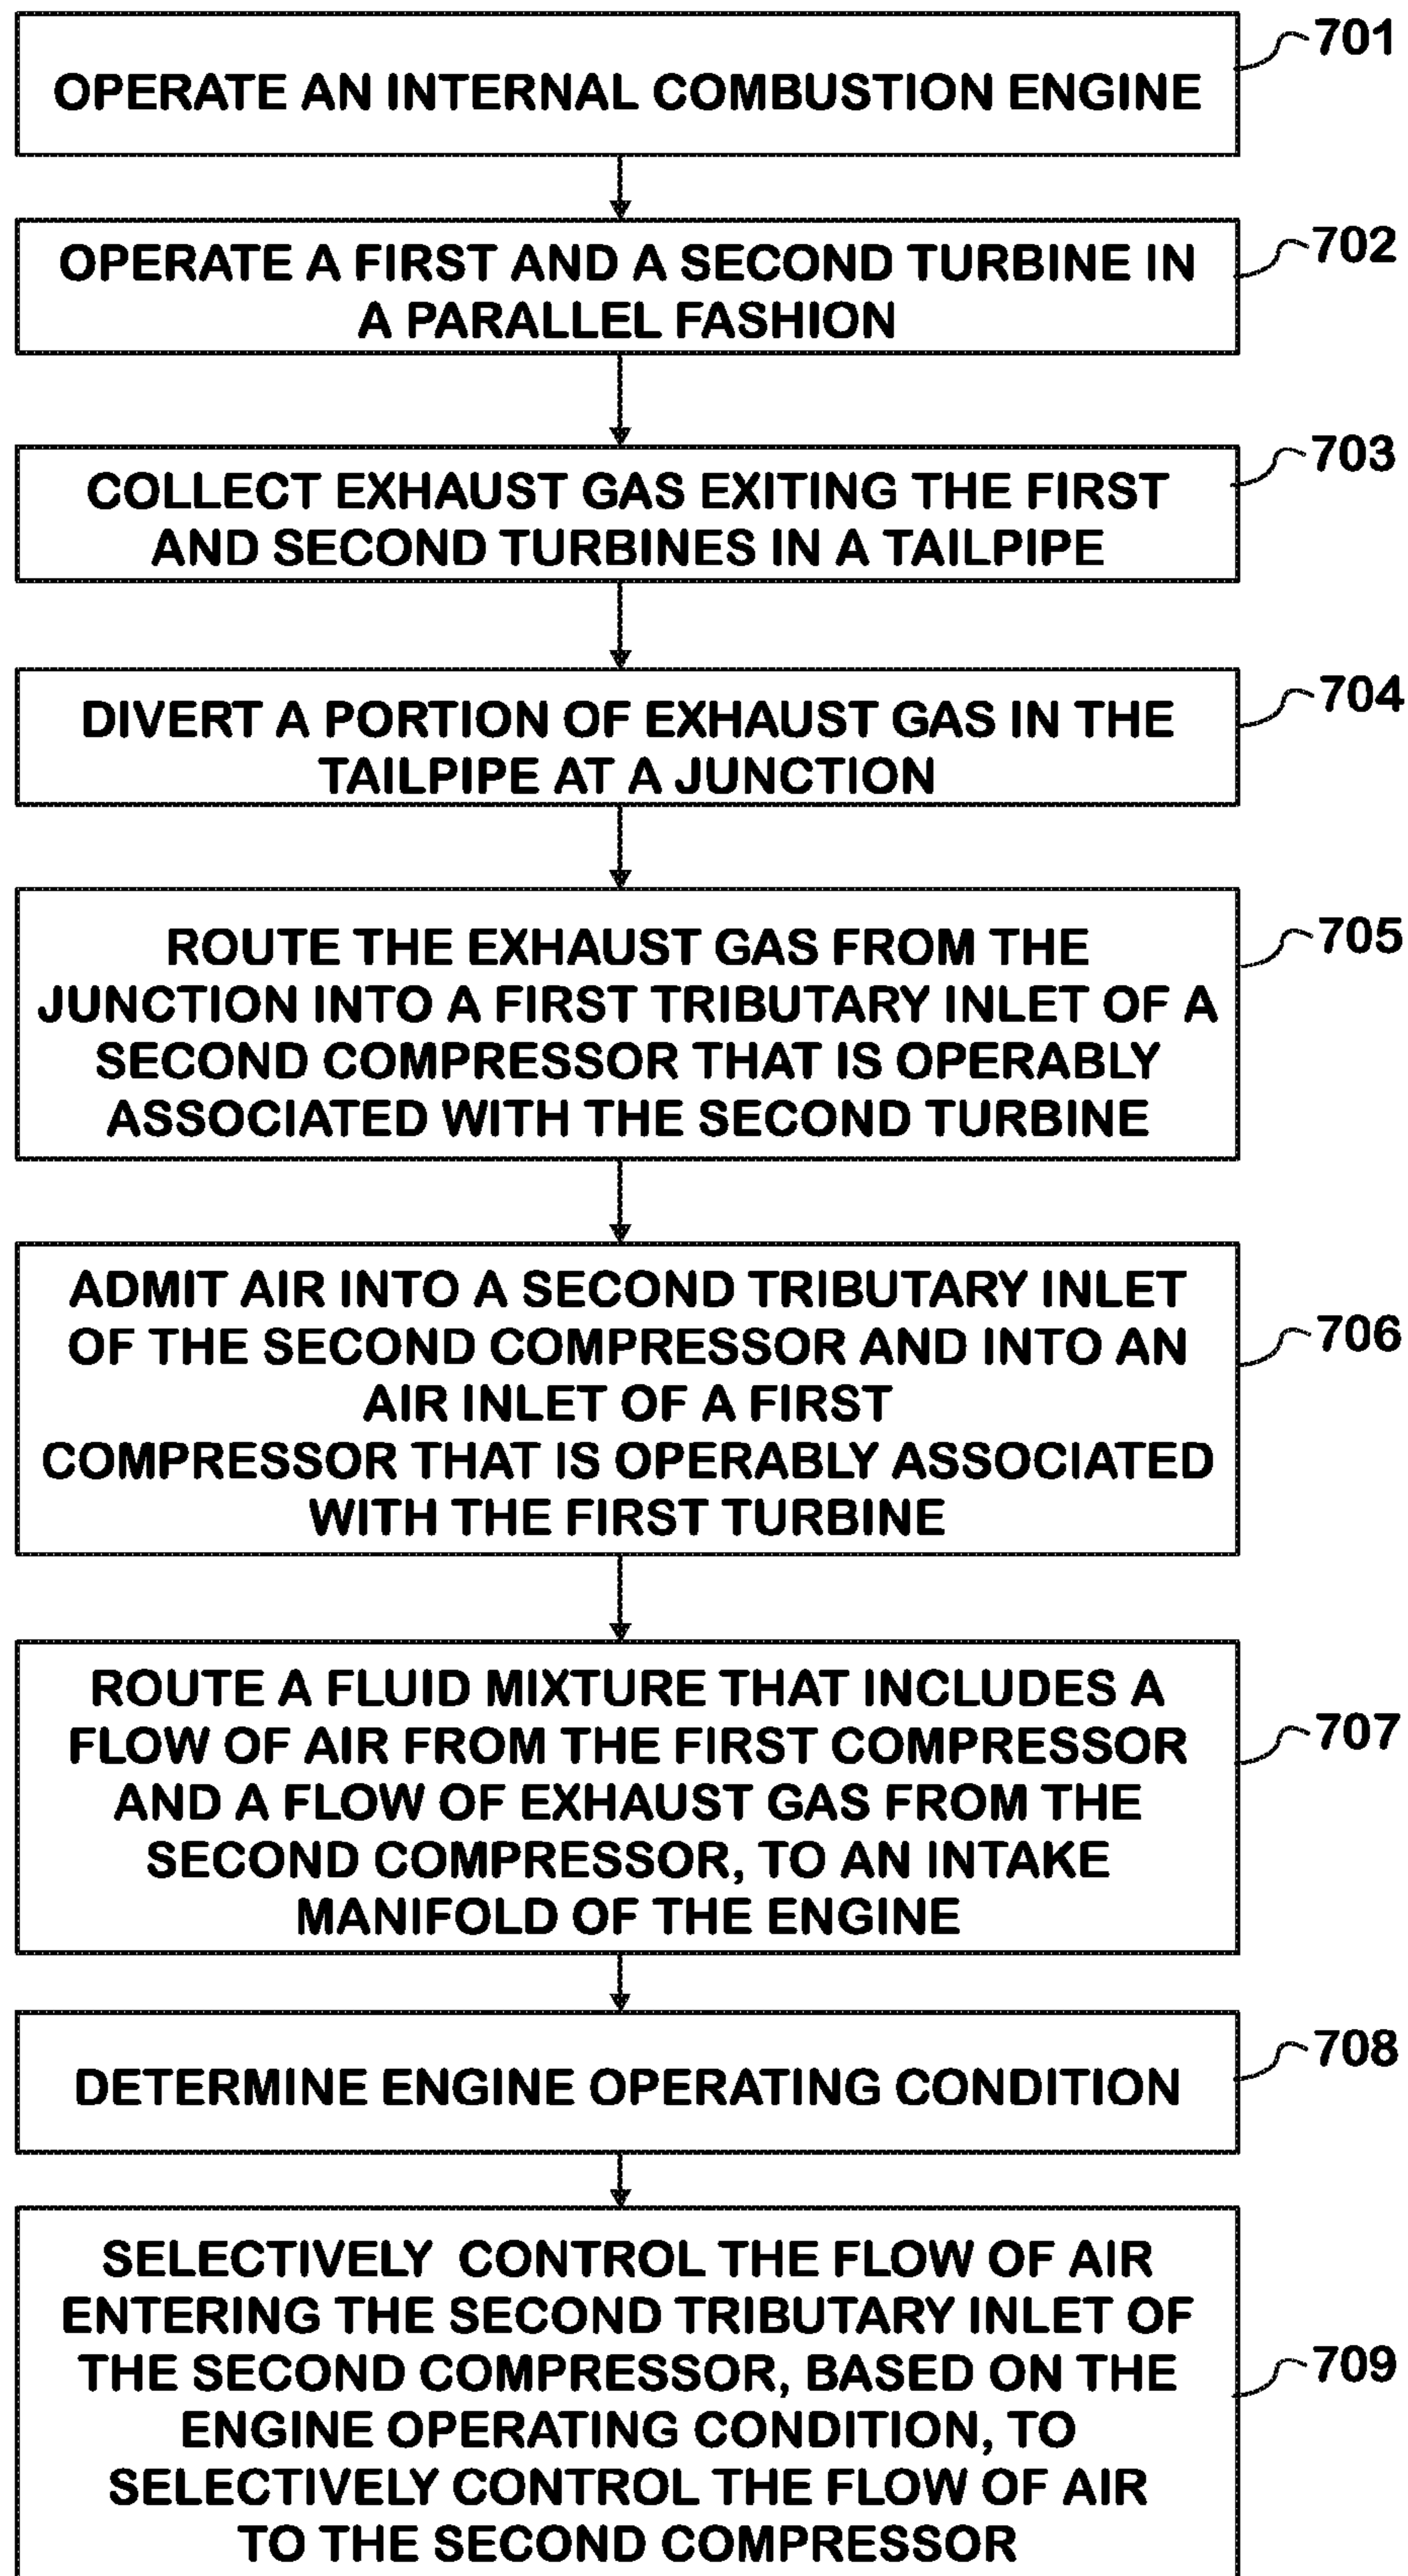 OPERATE AN INTERNAL COMBUSTION ENGINE
701
OPERATE A FIRST AND A SECOND TURBINE IN
A PARALLEL FASHION
702
COLLECT EXHAUST GAS EXITING THE FIRST
AND SECOND TURBINES IN A TAILPIPE
703
DIVERT A PORTION OF EXHAUST GAS IN THE
TAILPIPE AT A JUNCTION
704
ROUTE THE EXHAUST GAS FROM THE
JUNCTION INTO A FIRST TRIBUTARY INLET OF A
SECOND COMPRESSOR THAT IS OPERABLY
ASSOCIATED WITH THE SECOND TURBINE
705
ADMIT AIR INTO A SECOND TRIBUTARY INLET
OF THE SECOND COMPRESSOR AND INTO AN
AIR INLET OF A FIRST
COMPRESSOR THAT IS OPERABLY ASSOCIATED
WITH THE FIRST TURBINE
706
ROUTE A FLUID MIXTURE THAT INCLUDES A
FLOW OF AIR FROM THE FIRST COMPRESSOR
AND A FLOW OF EXHAUST GAS FROM THE
SECOND COMPRESSOR, TO AN INTAKE
MANIFOLD OF THE ENGINE
707
DETERMINE ENGINE OPERATING CONDITION
708
SELECTIVELY CONTROL THE FLOW OF AIR
ENTERING THE SECOND TRIBUTARY INLET OF
THE SECOND COMPRESSOR, BASED ON THE
ENGINE OPERATING CONDITION, TO
SELECTIVELY CONTROL THE FLOW OF AIR
TO THE SECOND COMPRESSOR
709